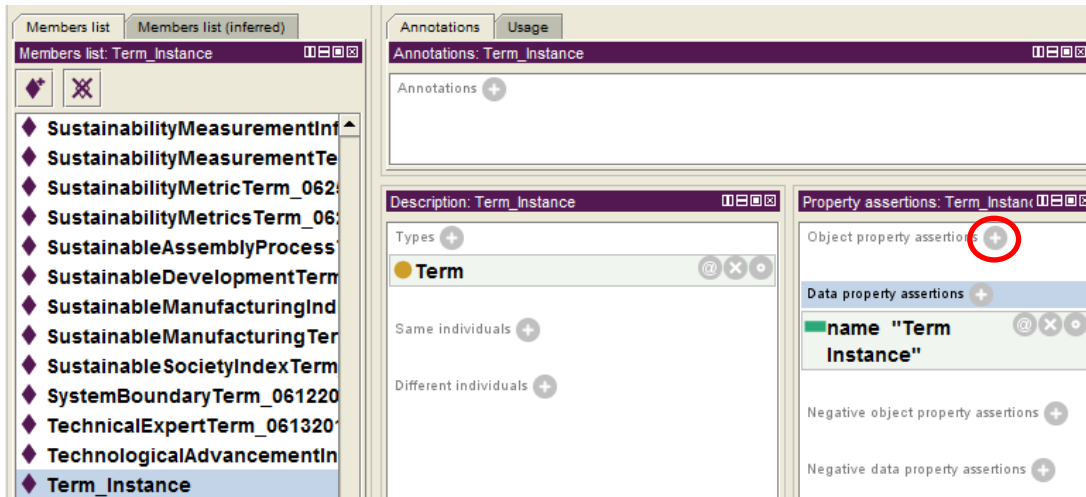 Members list Members list (inferred)
Members list: Term_Instance
SustainabilityMeasurementInf
SustainabilityMeasurementTe
SustainabilityMetricTerm_062
SustainabilityMetricsTerm_06
SustainableAssemblyProcess
SustainableDevelopmentTerm
SustainableManufacturingInd
SustainableManufacturingTer
SustainableSocietyIndexTerm
SystemBoundaryTerm_061220
TechnicalExpertTerm_061320
TechnologicalAdvancementIn
Term_Instance
Annotations Usage
Annotations: Term_Instance
Annotations
Description: Term_Instance
Types
Term
Same individuals
Different individuals
Property assertions: Term_Instanc
Object property assertions
Data property assertions
name "Term
Instance"
Negative object property assertions
Negative data property assertions